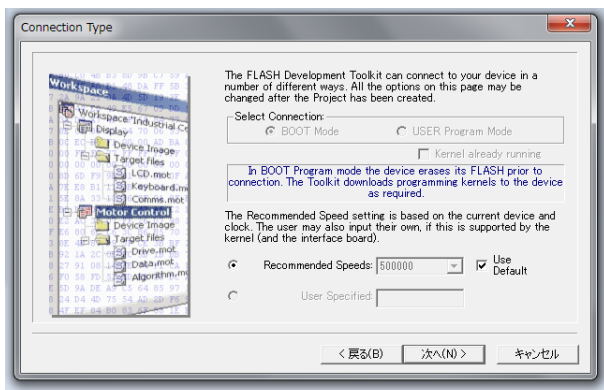 Connection Type
Workspace
Workspace"Industrial Ce
Display
Device Image
Target files
LCD.mot
Keyboard.m
Comms.mot
Motor Control
Device Image
Target files
Drive.mot
Data.mot
Algorithm.m
The FLASH Development Toolkit can connect to your device in a
number of different ways. All the options on this page may be
changed after the Project has been created.
Select Connection:
BOOT Mode
USER Program Mode
Kernel already running
In BOOT Program mode the device erases its FLASH prior to
connection. The Toolkit downloads programming kernels to the device
as required.
The Recommended Speed setting is based on the current device and
clock. The user may also input their own, if this is supported by the
kernel (and the interface board).
Recommended Speeds: 500000
Use
Default
User Specified:
< 戻る(B)
次へ(N) >
キャンセル